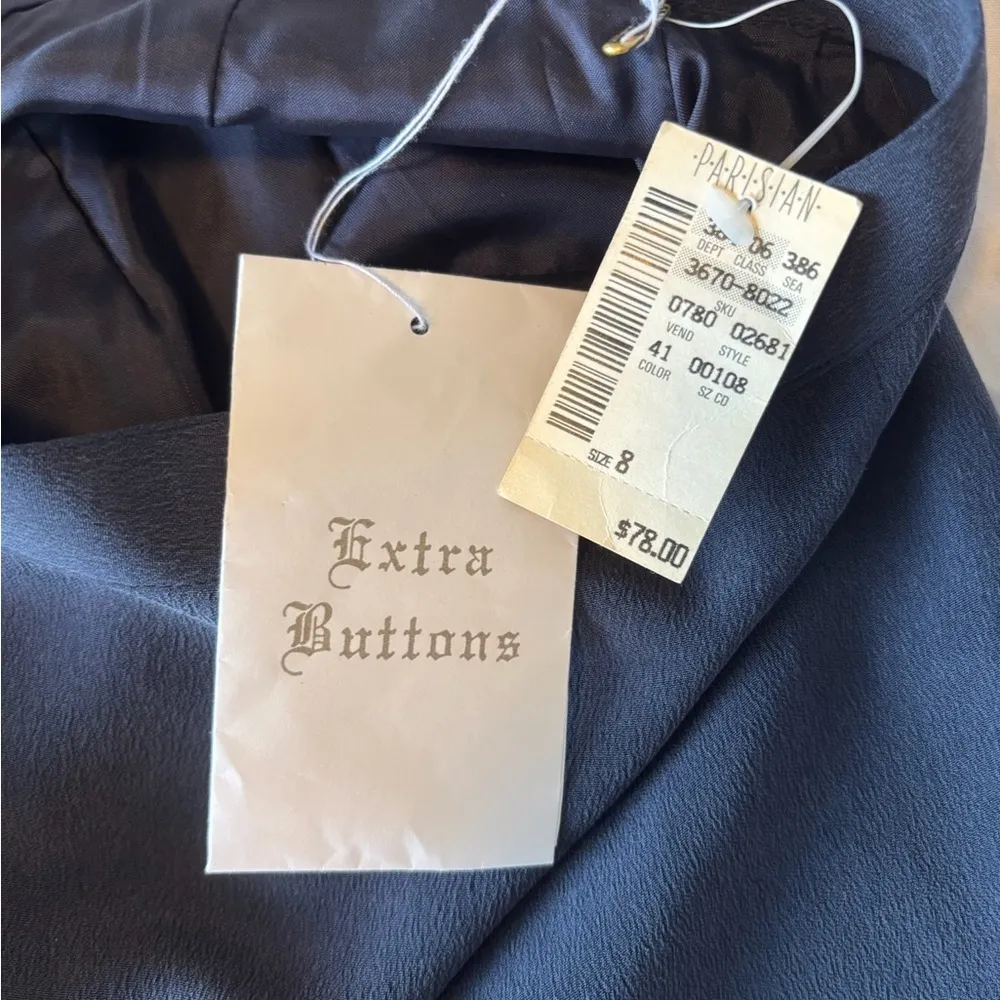 Extra
Buttons
·P·A·R·I·S·I·A·N·
06 386
DEPT CLASS SEA
3670-8022
SKU
0780 02681
VEND STYLE
41 00108
COLOR SZ CD
SIZE 8
$78.00